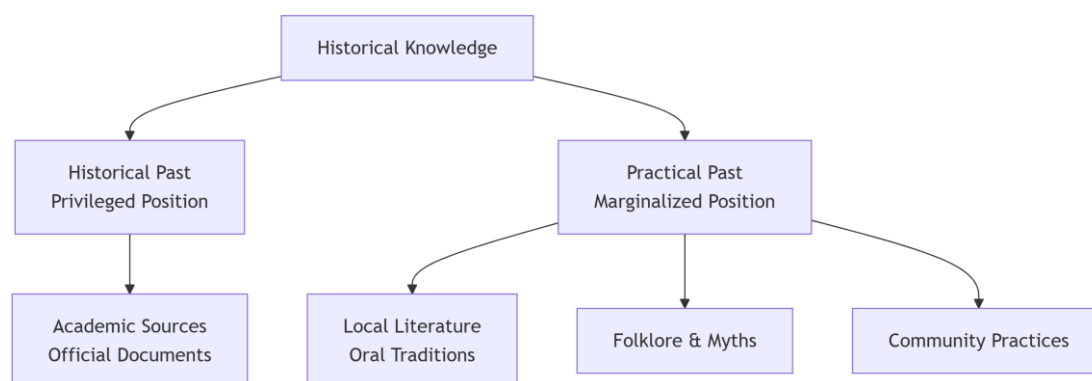 Historical Knowledge
Historical Past
Privileged Position
Practical Past
Marginalized Position
Academic Sources
Official Documents
Local Literature
Oral Traditions
Folklore & Myths
Community Practices